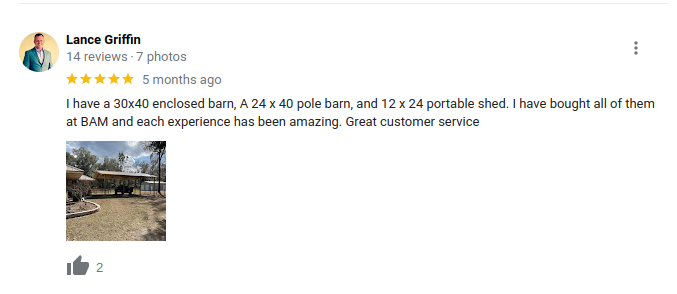 Lance Griffin
14 reviews · 7 photos
5 months ago
I have a 30x40 enclosed barn, A 24 x 40 pole barn, and 12 x 24 portable shed. I have bought all of them
at BAM and each experience has been amazing. Great customer service
2